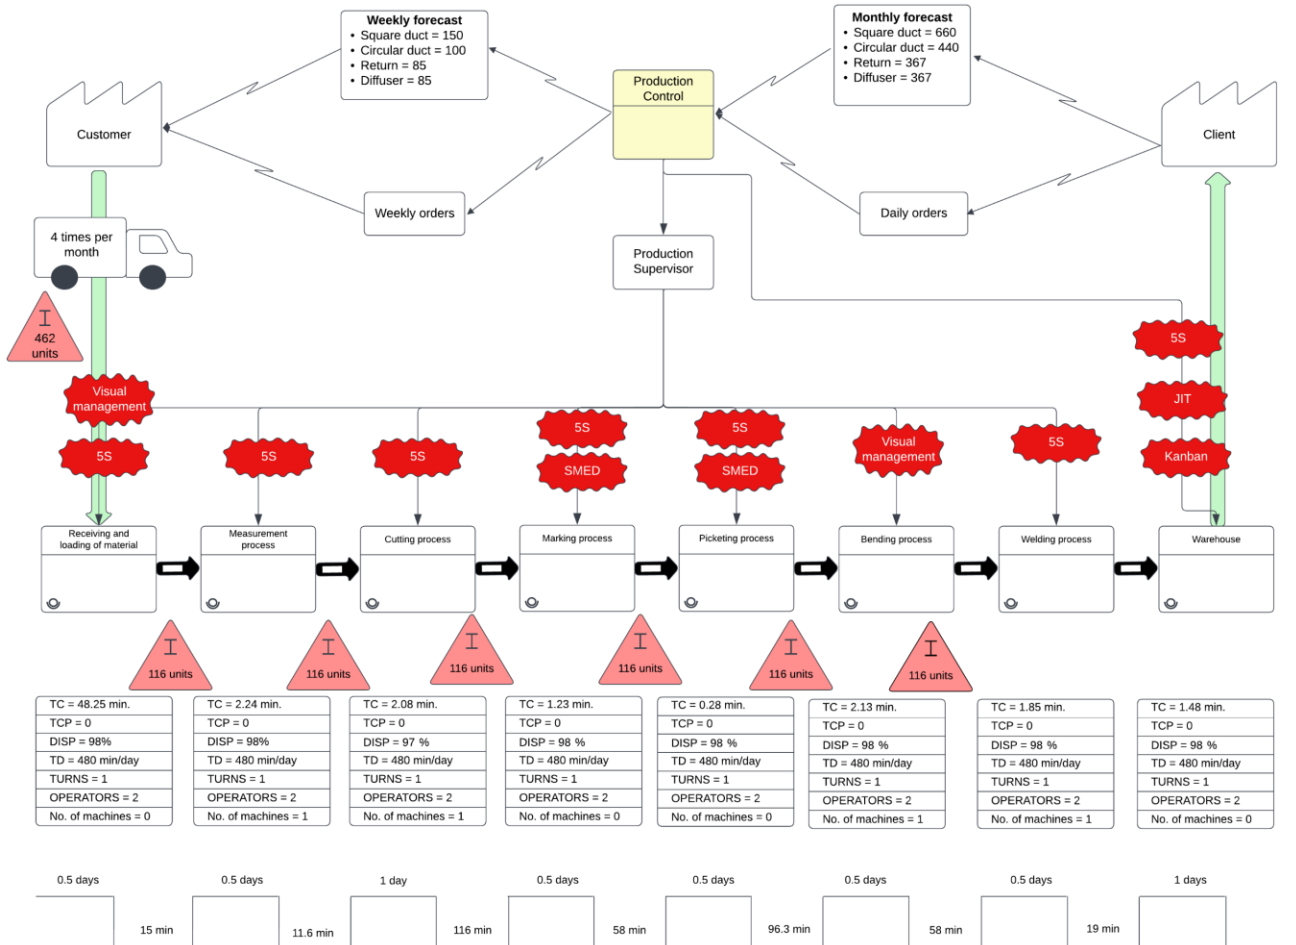 Weekly forecast
• Square duct = 150
• Circular duct = 100
• Return = 85
• Diffuser = 85
Monthly forecast
• Square duct = 660
• Circular duct = 440
• Return = 367
• Diffuser = 367
Production
Control
Customer
Client
Weekly orders
Daily orders
4 times per
month
Production
Supervisor
I
462
units
5S
JIT
Kanban
Visual
management
5S
5S
5S
5S
SMED
5S
SMED
Visual
management
5S
Receiving and
loading of material
Measurement
process
Cutting process
Marking process
Picketing process
Bending process
Welding process
Warehouse
I
116 units
I
116 units
I
116 units
I
116 units
I
116 units
I
116 units
TC = 48.25 min.
TCP = 0
DISP = 98%
TD = 480 min/day
TURNS = 1
OPERATORS = 2
No. of machines = 0
TC = 2.24 min.
TCP = 0
DISP = 98%
TD = 480 min/day
TURNS = 1
OPERATORS = 2
No. of machines = 1
TC = 2.08 min.
TCP = 0
DISP = 97 %
TD = 480 min/day
TURNS = 1
OPERATORS = 2
No. of machines = 1
TC = 1.23 min.
TCP = 0
DISP = 98 %
TD = 480 min/day
TURNS = 1
OPERATORS = 2
No. of machines = 0
TC = 0.28 min.
TCP = 0
DISP = 98 %
TD = 480 min/day
TURNS = 1
OPERATORS = 2
No. of machines = 0
TC = 2.13 min.
TCP = 0
DISP = 98 %
TD = 480 min/day
TURNS = 1
OPERATORS = 2
No. of machines = 1
TC = 1.85 min.
TCP = 0
DISP = 98 %
TD = 480 min/day
TURNS = 1
OPERATORS = 2
No. of machines = 1
TC = 1.48 min.
TCP = 0
DISP = 98 %
TD = 480 min/day
TURNS = 1
OPERATORS = 2
No. of machines = 0
0.5 days
0.5 days
1 day
0.5 days
0.5 days
0.5 days
0.5 days
1 days
15 min
11.6 min
116 min
58 min
96.3 min
58 min
19 min